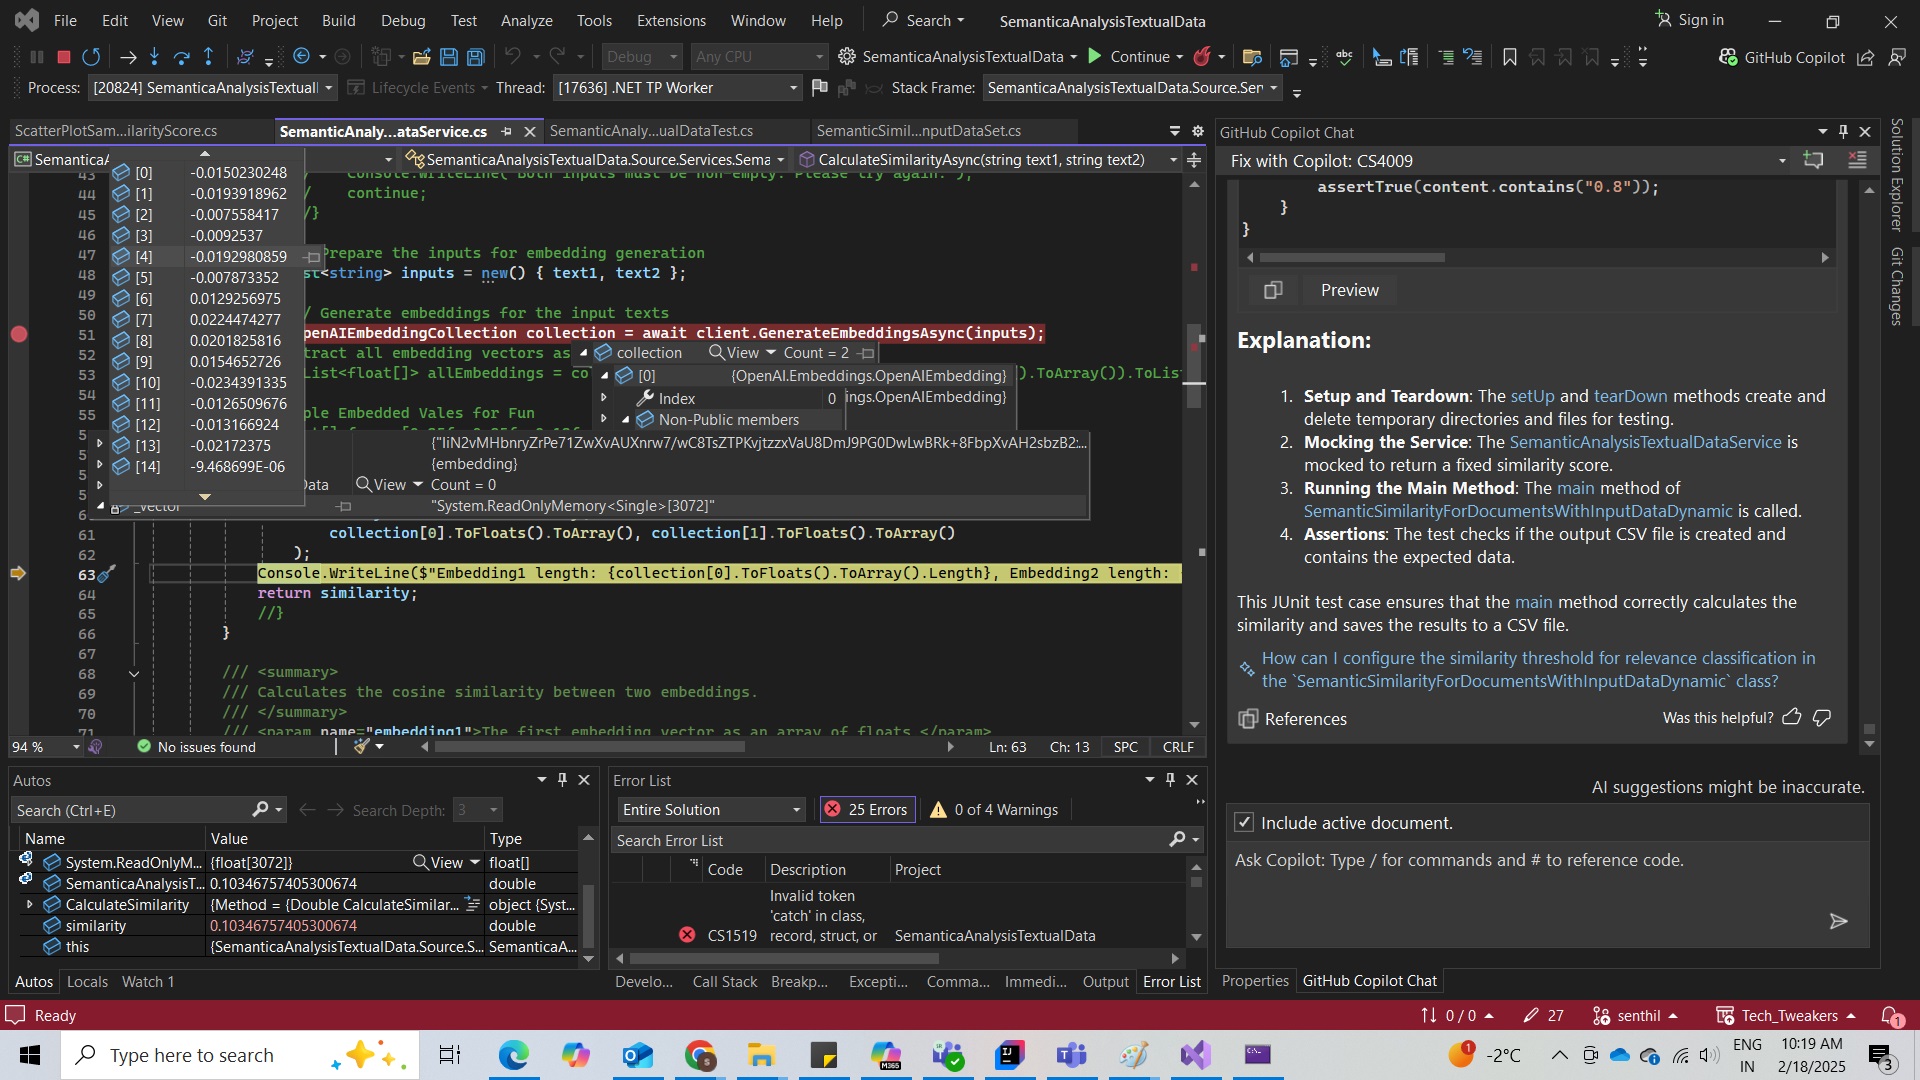 File Edit View Git Project Build Debug Test Analyze Tools Extensions Window Help Search SemanticaAnalysisTextualData Sign in
Debug Any CPU SemanticaAnalysisTextualData Continue abc GitHub Copilot
Process: [20824] SemanticaAnalysisTextual Lifecycle Events Thread: [17636] .NET TP Worker Stack Frame: SemanticaAnalysisTextualData.Source.Ser
ScatterPlotSam...ilarityScore.cs SemanticAnaly...ataService.cs SemanticAnaly...ualDataTest.cs SemanticSimil...nputDataSet.cs
C# SemanticaA SemanticaAnalysisTextualData.Source.Services.Sema CalculateSimilarityAsync(string text1, string text2)
43 / Console.WriteLine("Both inputs must be non-empty. Please try again.");
44 / continue;
45 /}
46
47 Prepare the inputs for embedding generation
48 st<string> inputs = new() { text1, text2 };
49
50 / Generate embeddings for the input texts
51 penAIEmbeddingCollection collection = await client.GenerateEmbeddingsAsync(inputs);
52 tract all embedding vectors as
53 List<float[]> allEmbeddings = co ).ToArray()).ToLis
54
55 ple Embedded Vales for Fun
[0] -0.0150230248
[1] -0.0193918962
[2] -0.007558417
[3] -0.0092537
[4] -0.0192980859
[5] -0.007873352
[6] 0.0129256975
[7] 0.0224474277
[8] 0.0201825816
[9] 0.0154652726
[10] -0.0234391335
[11] -0.0126509676
[12] -0.013166924
[13] -0.02172375
[14] -9.468699E-06
collection View Count = 2
[0] {OpenAI.Embeddings.OpenAIEmbedding}
Index 0 ings.OpenAIEmbedding}
Non-Public members
{"IiN2vMHbnryZrPe71ZwXvAUXnrw7/wC8TsZTPKvjtzzxVaU8DmJ9PG0DwLwBRk+8FbpXvAH2sbzB2:...
{embedding}
Data View Count = 0
_vector "System.ReadOnlyMemory<Single>[3072]"
61 collection[0].ToFloats().ToArray(), collection[1].ToFloats().ToArray()
62 );
63 Console.WriteLine($"Embedding1 length: {collection[0].ToFloats().ToArray().Length}, Embedding2 length:
64 return similarity;
65 //}
66 }
67
68 /// <summary>
69 /// Calculates the cosine similarity between two embeddings.
70 /// </summary>
71 /// <param name="embedding1">The first embedding vector as an array of floats.</param>
94 % No issues found Ln: 63 Ch: 13 SPC CRLF
Autos
Search (Ctrl+E) Search Depth: 3
Name Value Type
System.ReadOnlyM... {float[3072]} View float[]
SemanticaAnalysisT... 0.10346757405300674 double
CalculateSimilarity {Method = {Double CalculateSimilar... object {Syst...
similarity 0.10346757405300674 double
this {SemanticaAnalysisTextualData.Source.S... SemanticaA...
Autos Locals Watch 1
Error List
Entire Solution 25 Errors 0 of 4 Warnings
Search Error List
Code Description Project
Invalid token
'catch' in class,
CS1519 record, struct, or SemanticaAnalysisTextualData
Develo... Call Stack Breakp... Excepti... Comma... Immedi... Output Error List
GitHub Copilot Chat
Fix with Copilot: CS4009
assertTrue(content.contains("0.8"));
}
}
Preview
Explanation:
1. Setup and Teardown: The setUp and tearDown methods create and
delete temporary directories and files for testing.
2. Mocking the Service: The SemanticAnalysisTextualDataService is
mocked to return a fixed similarity score.
3. Running the Main Method: The main method of
SemanticSimilarityForDocumentsWithInputDataDynamic is called.
4. Assertions: The test checks if the output CSV file is created and
contains the expected data.
This JUnit test case ensures that the main method correctly calculates the
similarity and saves the results to a CSV file.
How can I configure the similarity threshold for relevance classification in
the `SemanticSimilarityForDocumentsWithInputDataDynamic` class?
References Was this helpful?
AI suggestions might be inaccurate.
Include active document.
Ask Copilot: Type / for commands and # to reference code.
Properties GitHub Copilot Chat
Solution Explorer
Git Changes
Ready 0 / 0 27 senthil Tech_Tweakers 1
Type here to search M365 1 -2°C ENG IN 10:19 AM 2/18/2025 3